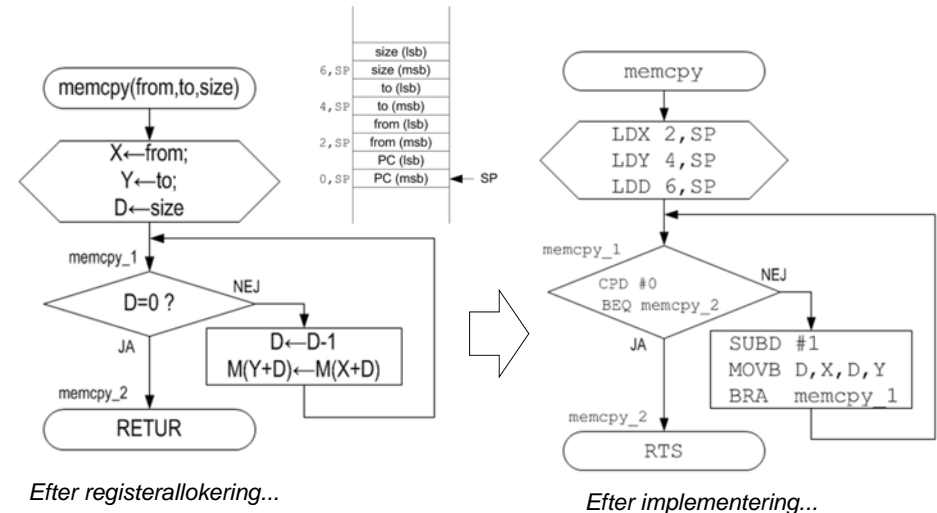 memcpy(from,to,size)
X←from;
Y←to;
D←size
memcpy_1
D=0 ?
NEJ
JA
D←D-1
M(Y+D)←M(X+D)
memcpy_2
RETUR
Efter registerallokering...
size (lsb)
6,SP size (msb)
to (lsb)
4,SP to (msb)
from (lsb)
2,SP from (msb)
PC (lsb)
0,SP PC (msb) SP
memcpy
LDX 2,SP
LDY 4,SP
LDD 6,SP
memcpy_1
CPD #0
BEQ memcpy_2
NEJ
JA
SUBD #1
MOVB D,X,D,Y
BRA memcpy_1
memcpy_2
RTS
Efter implementering...